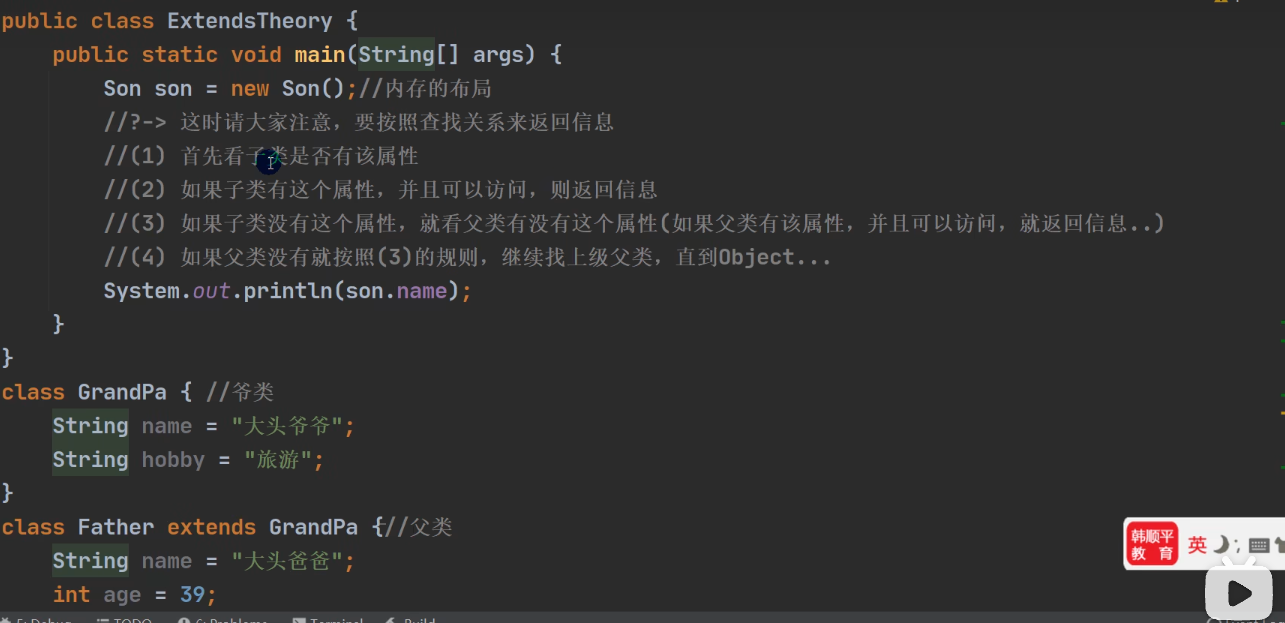 public class ExtendsTheory {
public static void main(String[] args) {
Son son = new Son();//内存的布局
//?-> 这时请大家注意，要按照查找关系来返回信息
//(1) 首先看子类是否有该属性
//(2) 如果子类有这个属性，并且可以访问，则返回信息
//(3) 如果子类没有这个属性，就看父类有没有这个属性(如果父类有该属性，并且可以访问，就返回信息..)
//(4) 如果父类没有就按照(3)的规则，继续找上级父类，直到Object...
System.out.println(son.name);
}
}
class GrandPa { //爷类
String name = "大头爷爷";
String hobby = "旅游";
}
class Father extends GrandPa {//父类
String name = "大头爸爸";
int age = 39;
韩顺平
教 育
英
5: Debug TODO 6: Problems Terminal Build